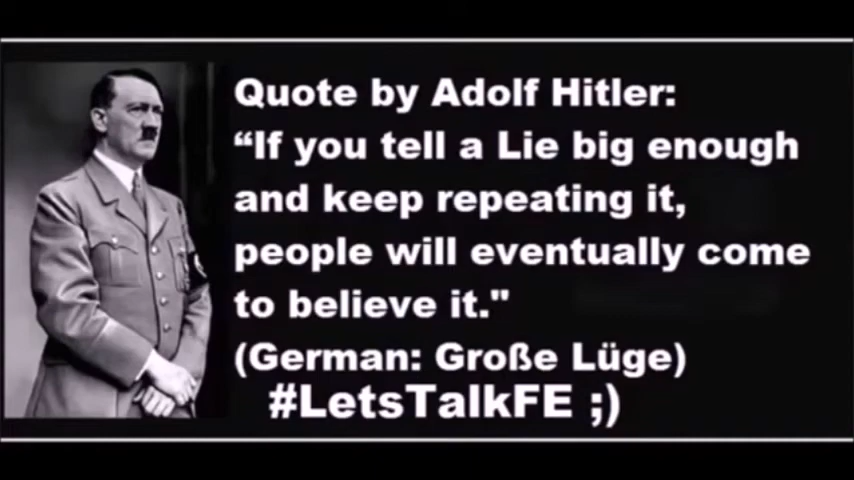 Quote by Adolf Hitler:
“If you tell a Lie big enough
and keep repeating it,
people will eventually come
to believe it."
(German: Große Lüge)
#LetsTalkFE ;)